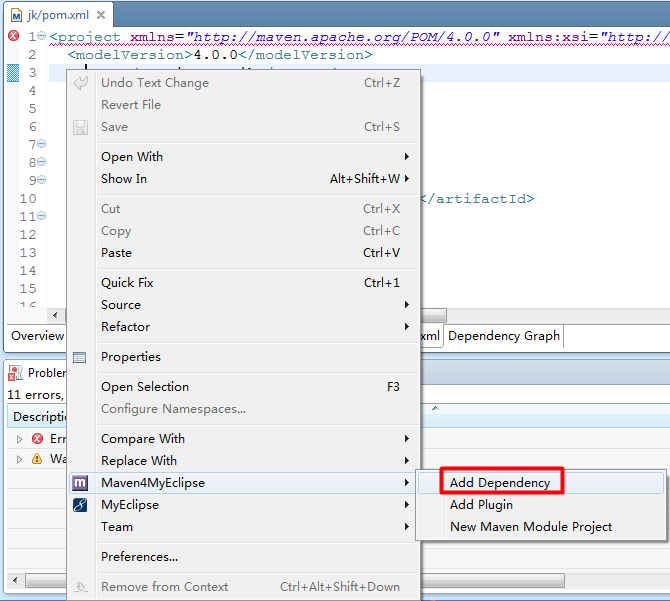 jk/pom.xml
1 <project xmlns="http://maven.apache.org/POM/4.0.0" xmlns:xsi="http://
2 <modelVersion>4.0.0</modelVersion>
3
4
5
6
7
8
9
10 </artifactId>
11
12
13
14
15
16
Undo Text Change Ctrl+Z
Revert File
Save Ctrl+S
Open With
Show In Alt+Shift+W
Cut Ctrl+X
Copy Ctrl+C
Paste Ctrl+V
Quick Fix Ctrl+1
Source
Refactor
Properties
Open Selection F3
Configure Namespaces...
Compare With
Replace With
Maven4MyEclipse
MyEclipse
Team
Preferences...
Remove from Context Ctrl+Alt+Shift+Down
Add Dependency
Add Plugin
New Maven Module Project
Overview xml Dependency Graph
Problem
11 errors,
Descriptio
Erro
Wa